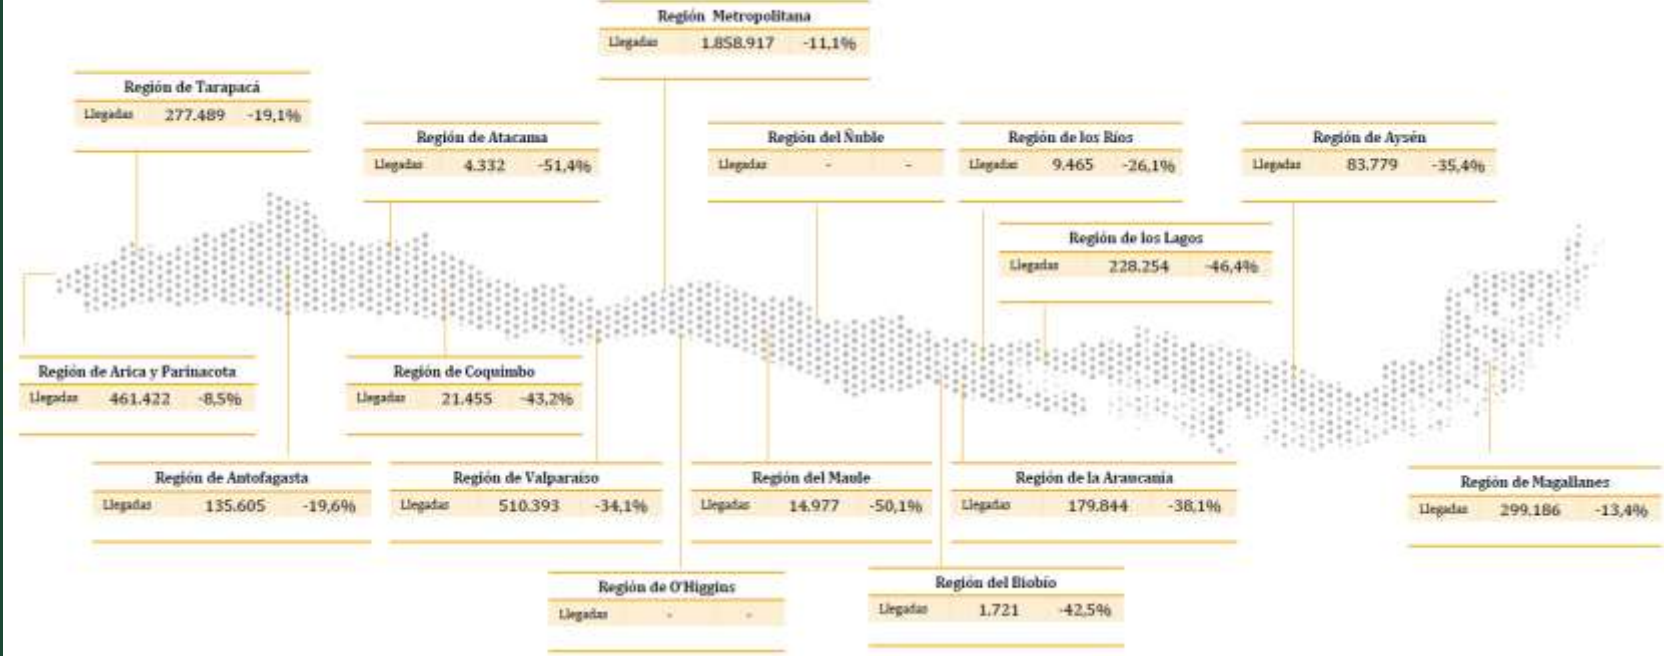 Región Metropolitana
Llegadas 1.858.917 -11,1%
Región de Tarapacá
Llegadas 277.489 -19,1%
Región de Atacama
Llegadas 4.332 -51,4%
Región del Ñuble
Llegadas - -
Región de los Ríos
Llegadas 9.465 -26,1%
Región de Aysén
Llegadas 83.779 -35,4%
Región de los Lagos
Llegadas 228.254 -46,4%
Región de Arica y Parinacota
Llegadas 461.422 -8,5%
Región de Coquimbo
Llegadas 21.455 -43,2%
Región de Antofagasta
Llegadas 135.605 -19,6%
Región de Valparaíso
Llegadas 510.393 -34,1%
Región del Maule
Llegadas 14.977 -50,1%
Región de la Araucanía
Llegadas 179.844 -38,1%
Región de Magallanes
Llegadas 299.186 -13,4%
Región de O'Higgins
Llegadas - -
Región del Biobío
Llegadas 1.721 -42,5%